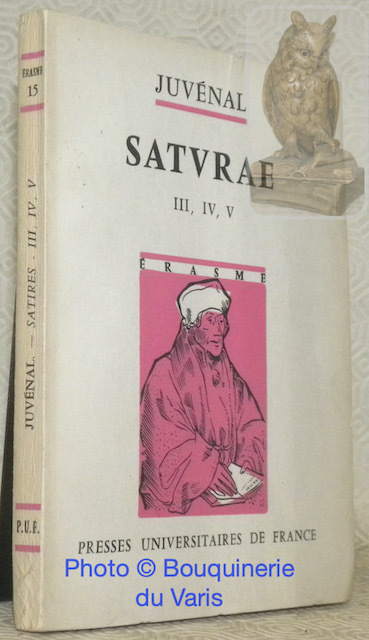 ÉRASME
15
JUVÉNAL. — SATIRES - III, IV, V
P.U.F.
JUVÉNAL
SATVRAE
III, IV, V
ÉRASME
PRESSES UNIVERSITAIRES DE FRANCE
Photo © Bouquinerie
du Varis